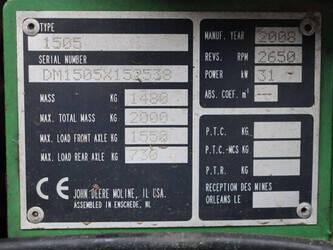 TYPE
1505
SERIAL NUMBER
DM1505X153538
MASS KG 1480
MAX. TOTAL MASS KG 2000
MAX. LOAD FRONT AXLE KG 1550
MAX. LOAD REAR AXLE KG 730
CE JOHN DEERE MOLINE, IL USA.
ASSEMBLED IN ENSCHEDE, NL
MANUF. YEAR 2008
REVS. RPM 2650
POWER kW 31
ABS. COEF. m⁻¹ ---
P.T.C. KG
P.T.C.-MCS KG
P.T.R. KG
RECEPTION DES MINES
ORLEANS LE